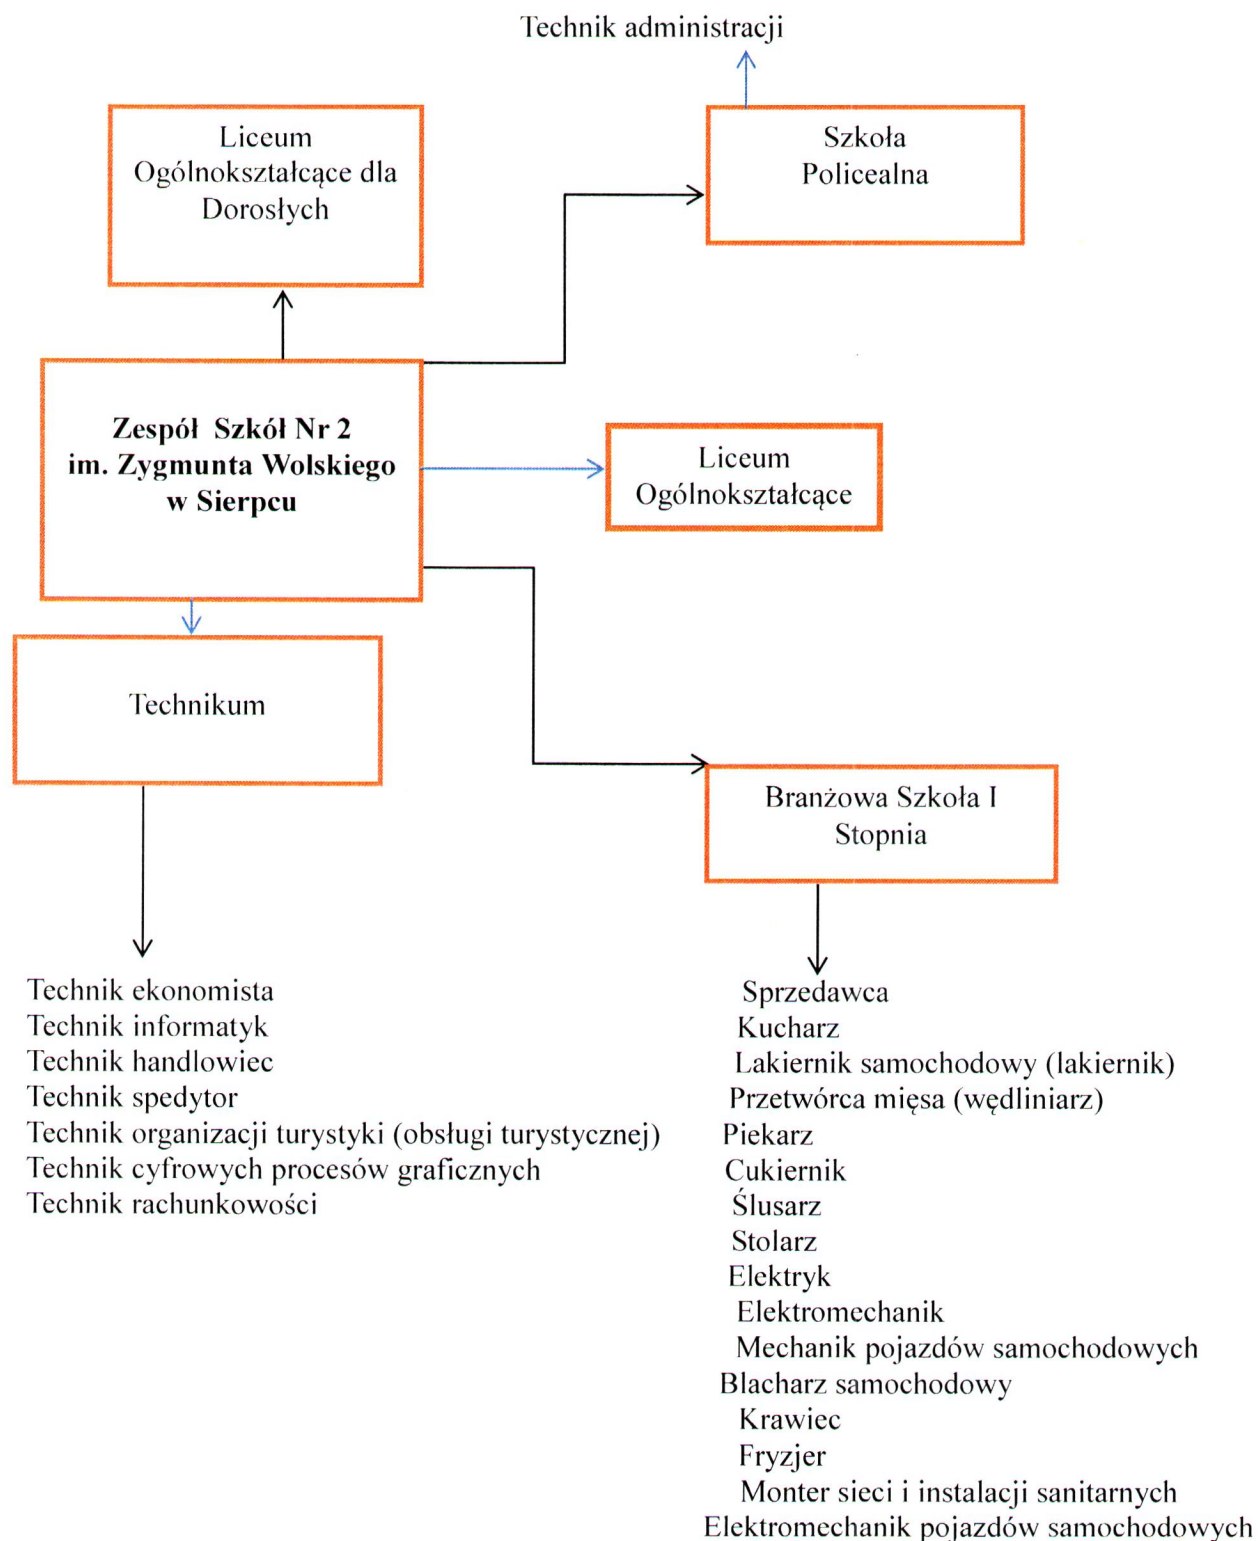 Technik administracji
Liceum
Ogólnokształcące dla
Dorosłych
Szkoła
Policealna
Zespół Szkół Nr 2
im. Zygmunta Wolskiego
w Sierpcu
Liceum
Ogólnokształcące
Technikum
Branżowa Szkoła I
Stopnia
Technik ekonomista
Technik informatyk
Technik handlowiec
Technik spedytor
Technik organizacji turystyki (obsługi turystycznej)
Technik cyfrowych procesów graficznych
Technik rachunkowości
Sprzedawca
Kucharz
Lakiernik samochodowy (lakiernik)
Przetwórca mięsa (wędliniarz)
Piekarz
Cukiernik
Ślusarz
Stolarz
Elektryk
Elektromechanik
Mechanik pojazdów samochodowych
Blacharz samochodowy
Krawiec
Fryzjer
Monter sieci i instalacji sanitarnych
Elektromechanik pojazdów samochodowych